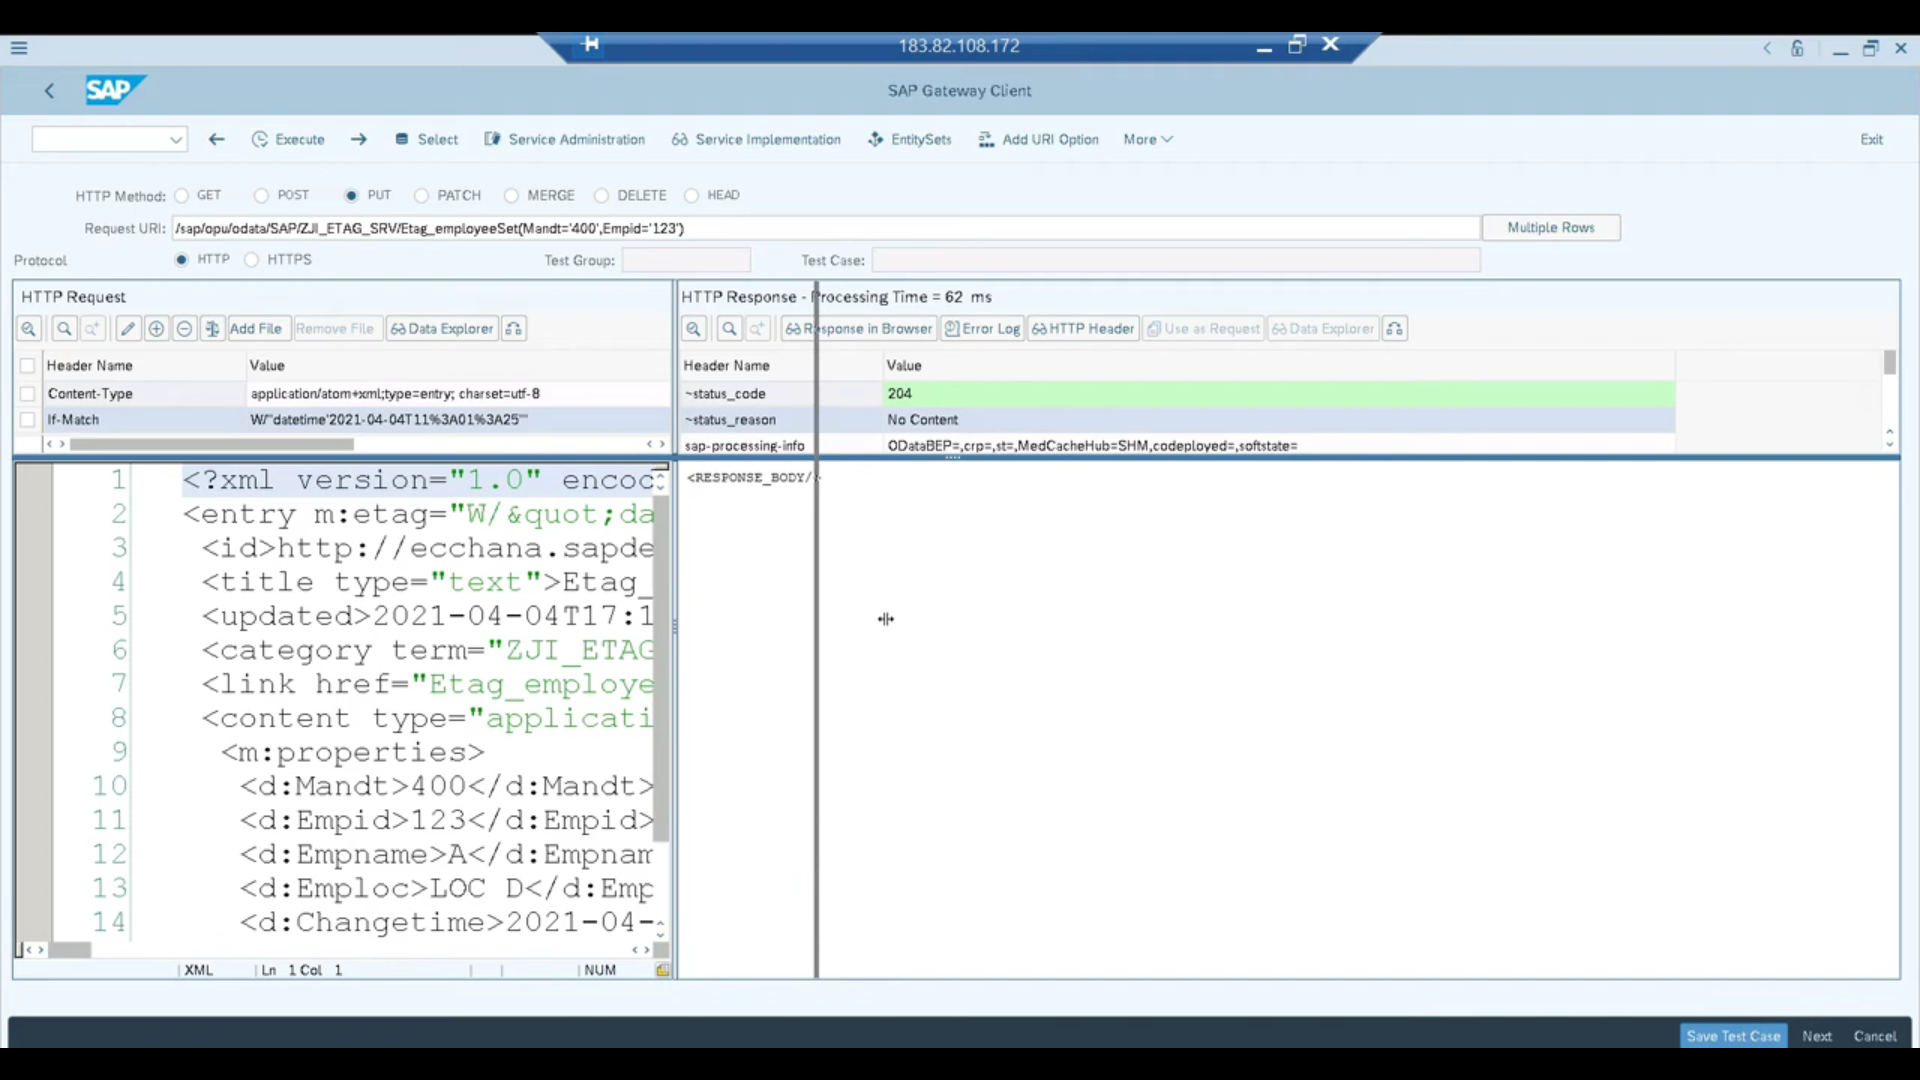 183.82.108.172
SAP
SAP Gateway Client
Execute Select Service Administration Service Implementation EntitySets Add URI Option More Exit
HTTP Method: GET POST PUT PATCH MERGE DELETE HEAD
Request URI: /sap/opu/odata/SAP/ZJI_ETAG_SRV/Etag_employeeSet(Mandt='400',Empid='123') Multiple Rows
Protocol HTTP HTTPS Test Group: Test Case:
HTTP Request
Add File Remove File Data Explorer
Header Name Value
Content-Type application/atom+xml;type=entry; charset=utf-8
If-Match W/"datetime'2021-04-04T11%3A01%3A25'"
HTTP Response - Processing Time = 62 ms
Response in Browser Error Log HTTP Header Use as Request Data Explorer
Header Name Value
~status_code 204
~status_reason No Content
sap-processing-info ODataBEP=,crp=,st=,MedCacheHub=SHM,codeployed=,softstate=
1 <?xml version="1.0" encoc
2 <entry m:etag="W/&quot;da
3 <id>http://ecchana.sapde
4 <title type="text">Etag_
5 <updated>2021-04-04T17:1
6 <category term="ZJI_ETAG
7 <link href="Etag_employe
8 <content type="applicati
9 <m:properties>
10 <d:Mandt>400</d:Mandt>
11 <d:Empid>123</d:Empid>
12 <d:Empname>A</d:Empnam
13 <d:Emploc>LOC D</d:Emp
14 <d:Changetime>2021-04-
XML Ln 1 Col 1 NUM
<RESPONSE_BODY/>
Save Test Case Next Cancel